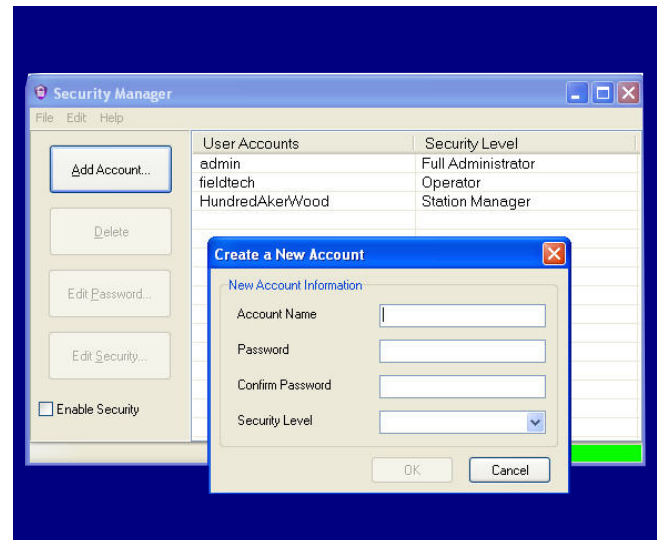 Security Manager
File Edit Help
User Accounts Security Level
Add Account...
admin Full Administrator
fieldtech Operator
HundredAkerWood Station Manager
Delete
Edit Password...
Edit Security...
Enable Security
Create a New Account
New Account Information
Account Name
Password
Confirm Password
Security Level
OK Cancel